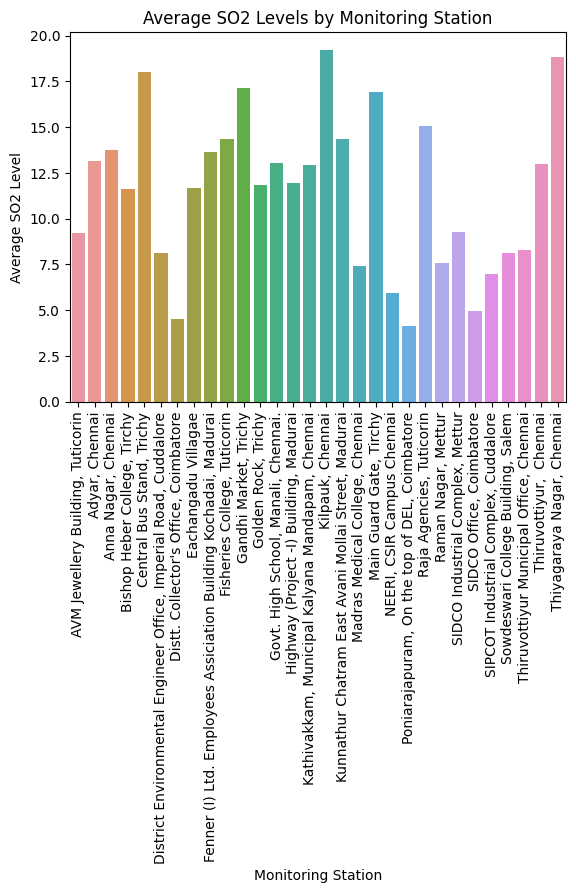 Average SO2 Levels by Monitoring Station
Average SO2 Level
20.0
17.5
15.0
12.5
10.0
7.5
5.0
2.5
0.0
AVM Jewellery Building, Tuticorin
Adyar, Chennai
Anna Nagar, Chennai
Bishop Heber College, Tirchy
Central Bus Stand, Trichy
District Environmental Engineer Office, Imperial Road, Cuddalore
Distt. Collector's Office, Coimbatore
Eachangadu Villagae
Fenner (I) Ltd. Employees Assiciation Building Kochadai, Madurai
Fisheries College, Tuticorin
Gandhi Market, Trichy
Golden Rock, Trichy
Govt. High School, Manali, Chennai.
Highway (Project -I) Building, Madurai
Kathivakkam, Municipal Kalyana Mandapam, Chennai
Kilpauk, Chennai
Kunnathur Chatram East Avani Mollai Street, Madurai
Madras Medical College, Chennai
Main Guard Gate, Tirchy
NEERI, CSIR Campus Chennai
Poniarajapuram, On the top of DEL, Coimbatore
Raja Agencies, Tuticorin
Raman Nagar, Mettur
SIDCO Industrial Complex, Mettur
SIDCO Office, Coimbatore
SIPCOT Industrial Complex, Cuddalore
Sowdeswari College Building, Salem
Thiruvottiyur Municipal Office, Chennai
Thiruvottiyur, Chennai
Thiyagaraya Nagar, Chennai
Monitoring Station